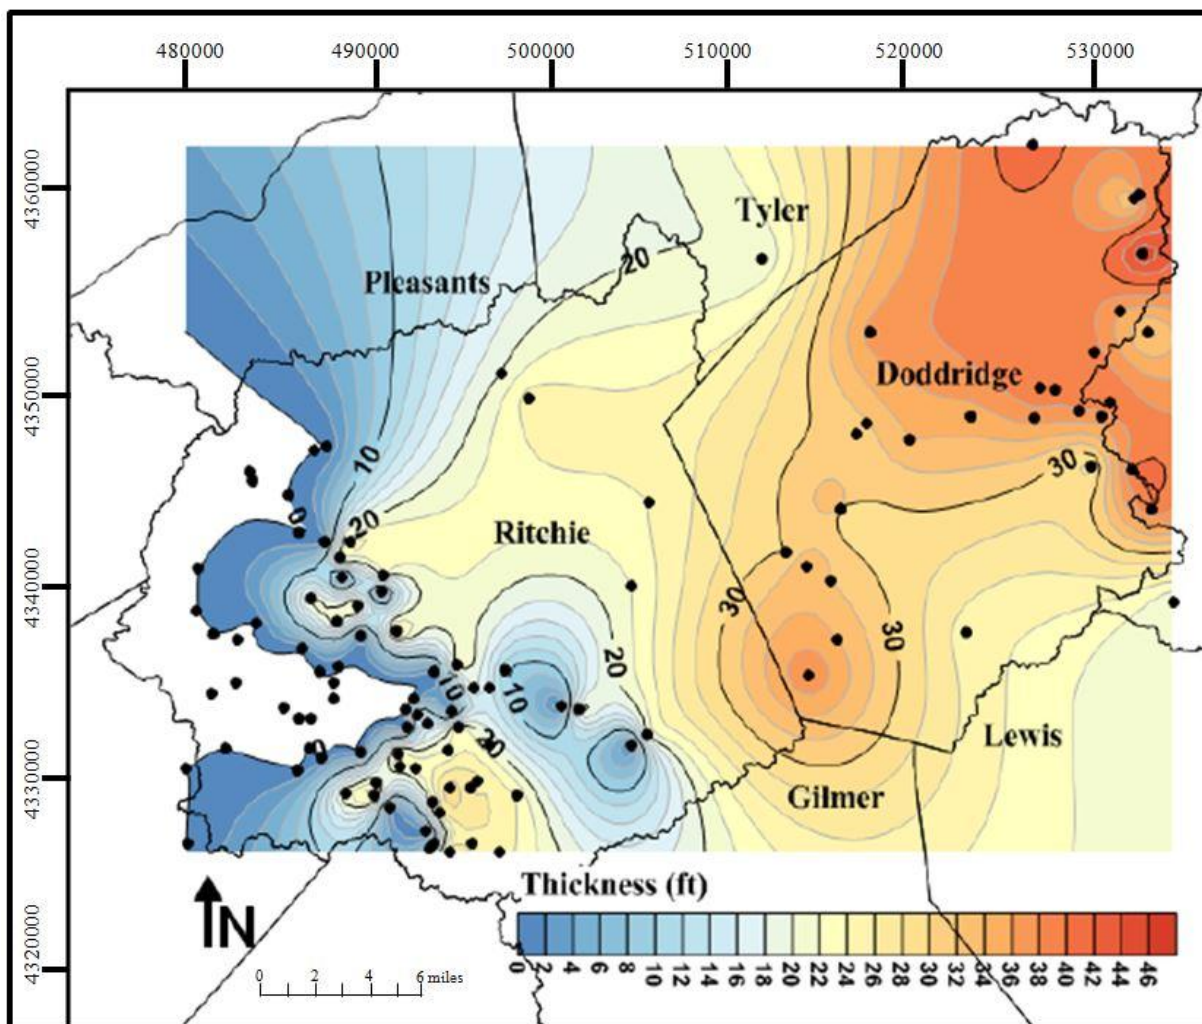 480000 490000 500000 510000 520000 530000
4360000
Tyler
20
Pleasants
4350000
Doddridge
10
30
0
20
Ritchie
4340000
30
30
20
10
10
Lewis
0
20
4330000
Gilmer
Thickness (ft)
N
4320000
0 2 4 6 8 10 12 14 16 18 20 22 24 26 28 30 32 34 36 38 40 42 44 46
0 2 4 6 miles